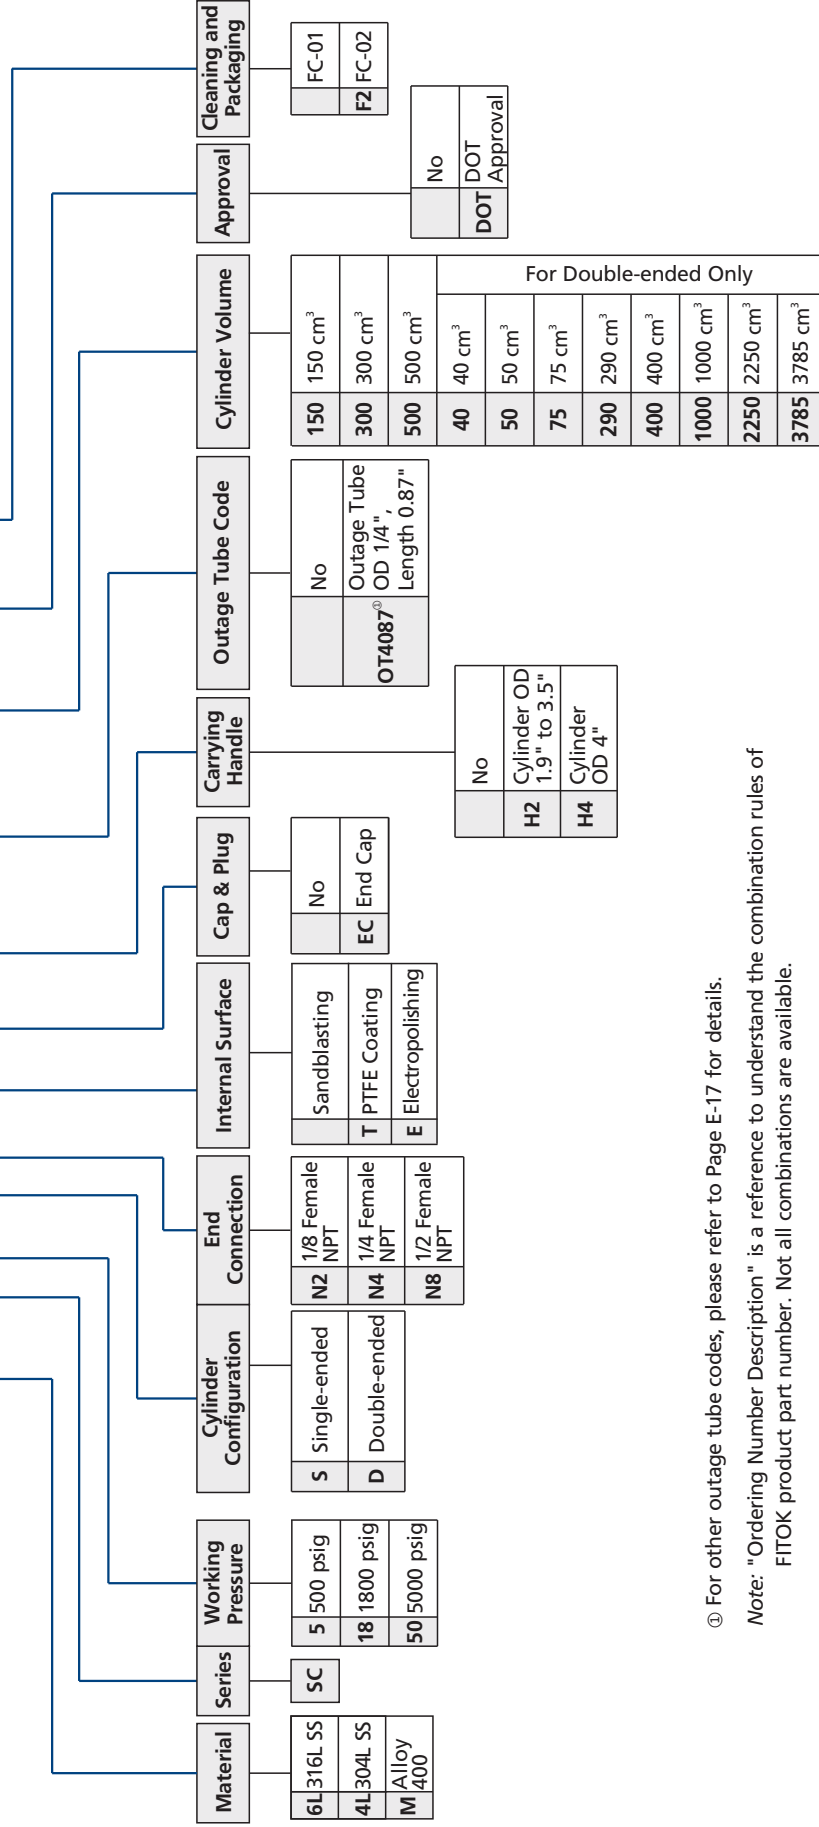 Material
6L 316L SS
4L 304L SS
M Alloy
400
Series
SC
Working
Pressure
5 500 psig
18 1800 psig
50 5000 psig
Cylinder
Configuration
S Single-ended
D Double-ended
End
Connection
N2 1/8 Female
NPT
N4 1/4 Female
NPT
N8 1/2 Female
NPT
Internal Surface
Sandblasting
T PTFE Coating
E Electropolishing
Cap & Plug
No
EC End Cap
Carrying
Handle
No
H2 Cylinder OD
1.9" to 3.5"
H4 Cylinder
OD 4"
Outage Tube Code
No
OT4087① Outage Tube
OD 1/4",
Length 0.87"
Cylinder Volume
150 150 cm³
300 300 cm³
500 500 cm³
For Double-ended Only
40 40 cm³
50 50 cm³
75 75 cm³
290 290 cm³
400 400 cm³
1000 1000 cm³
2250 2250 cm³
3785 3785 cm³
Approval
No
DOT DOT
Approval
Cleaning and
Packaging
FC-01
F2 FC-02
① For other outage tube codes, please refer to Page E-17 for details.
Note: "Ordering Number Description" is a reference to understand the combination rules of
FITOK product part number. Not all combinations are available.